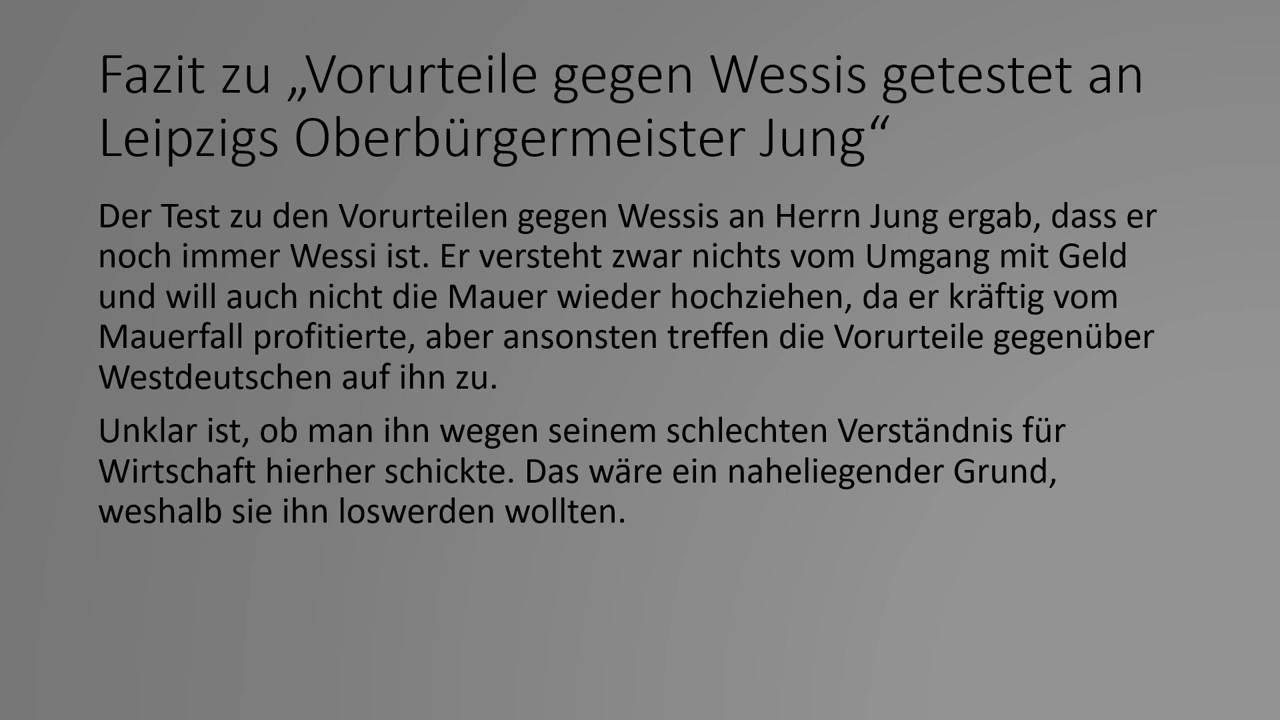 Fazit zu „Vorurteile gegen Wessis getestet an
Leipzigs Oberbürgermeister Jung“
Der Test zu den Vorurteilen gegen Wessis an Herrn Jung ergab, dass er
noch immer Wessi ist. Er versteht zwar nichts vom Umgang mit Geld
und will auch nicht die Mauer wieder hochziehen, da er kräftig vom
Mauerfall profitierte, aber ansonsten treffen die Vorurteile gegenüber
Westdeutschen auf ihn zu.
Unklar ist, ob man ihn wegen seinem schlechten Verständnis für
Wirtschaft hierher schickte. Das wäre ein naheliegender Grund,
weshalb sie ihn loswerden wollten.